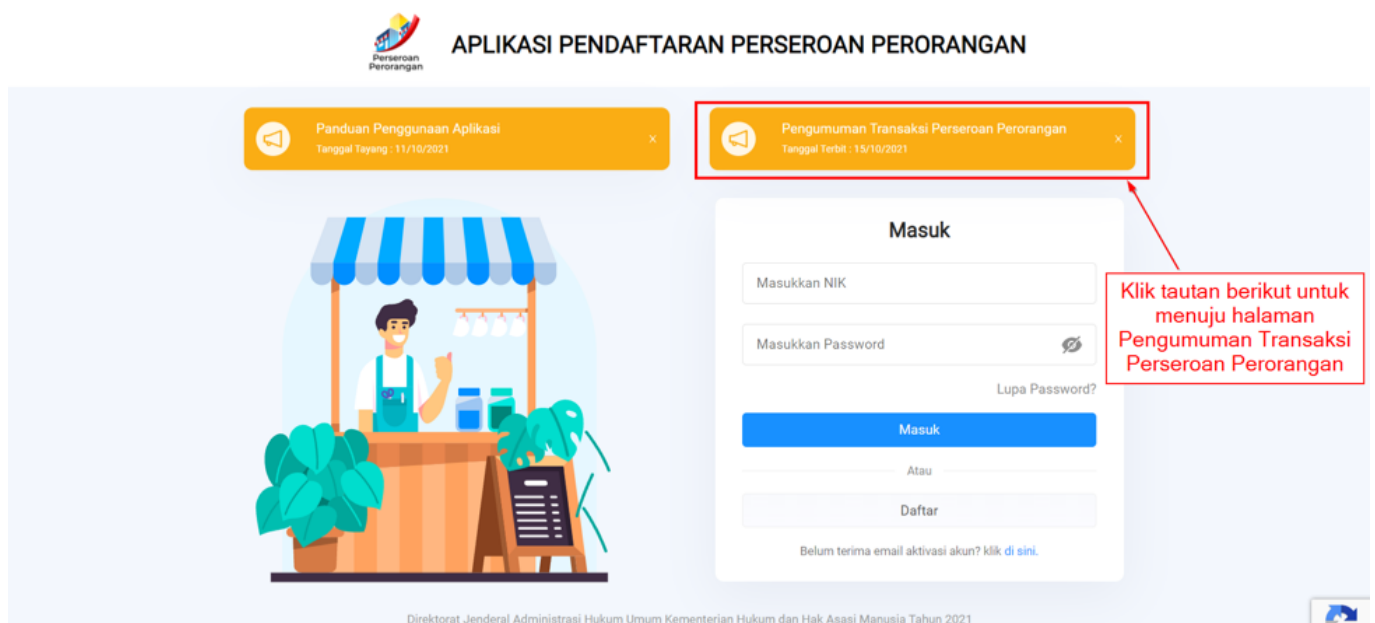 Perseroan
Perorangan
APLIKASI PENDAFTARAN PERSEROAN PERORANGAN
Panduan Penggunaan Aplikasi
Tanggal Tayang : 11/10/2021
×
Pengumuman Transaksi Perseroan Perorangan
Tanggal Terbit : 15/10/2021
×
Masuk
Masukkan NIK
Masukkan Password
Lupa Password?
Masuk
Atau
Daftar
Belum terima email aktivasi akun? klik di sini.
Klik tautan berikut untuk
menuju halaman
Pengumuman Transaksi
Perseroan Perorangan
Direktorat Jenderal Administrasi Hukum Umum Kementerian Hukum dan Hak Asasi Manusia Tahun 2021